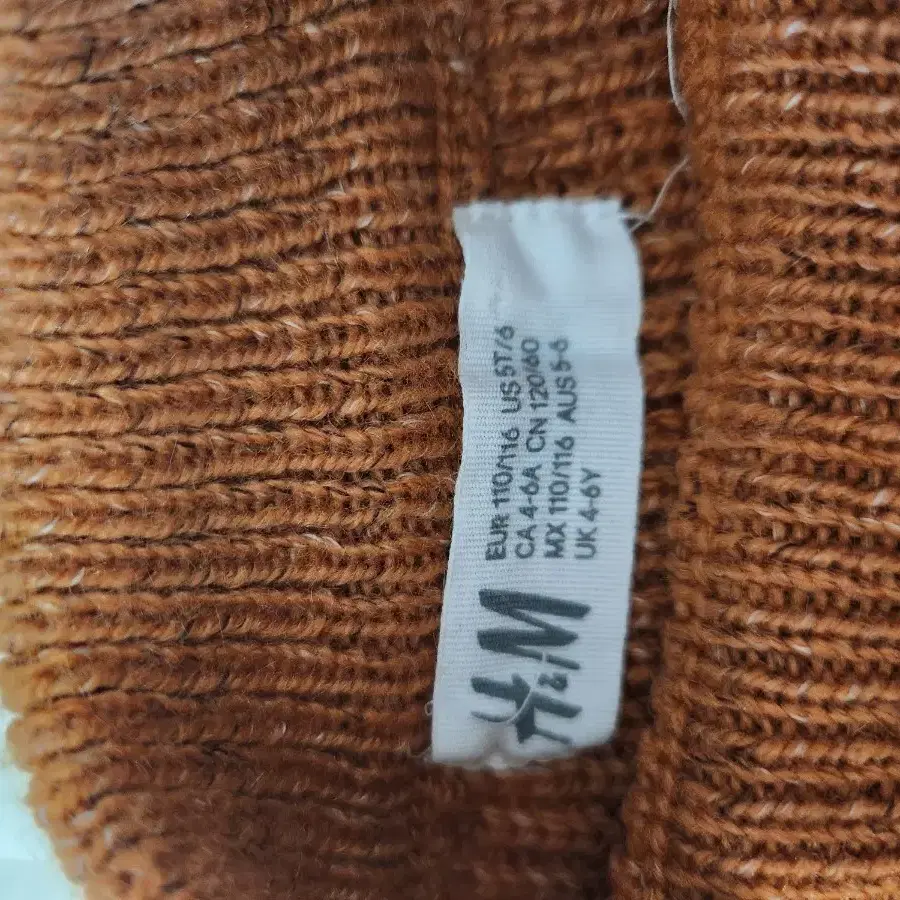 H&M
EUR 110/116 US 5T/6
CA 4-6A CN 120/60
MX 110/116 AUS 5-6
UK 4-6Y